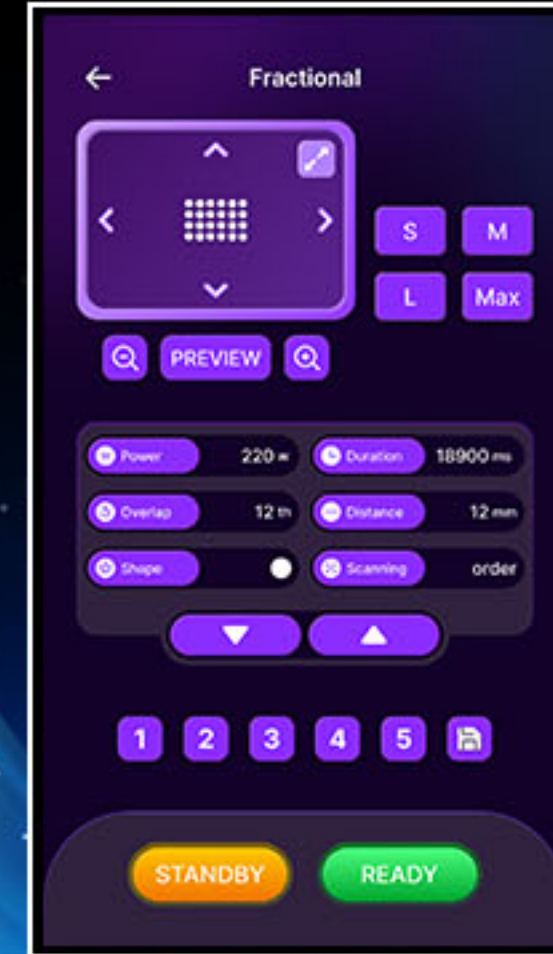 Fractional
S M
L Max
PREVIEW
Power 220 w Duration 18900 ms
Overlap 12 th Distance 12 mm
Shape Scanning order
1 2 3 4 5
STANDBY READY